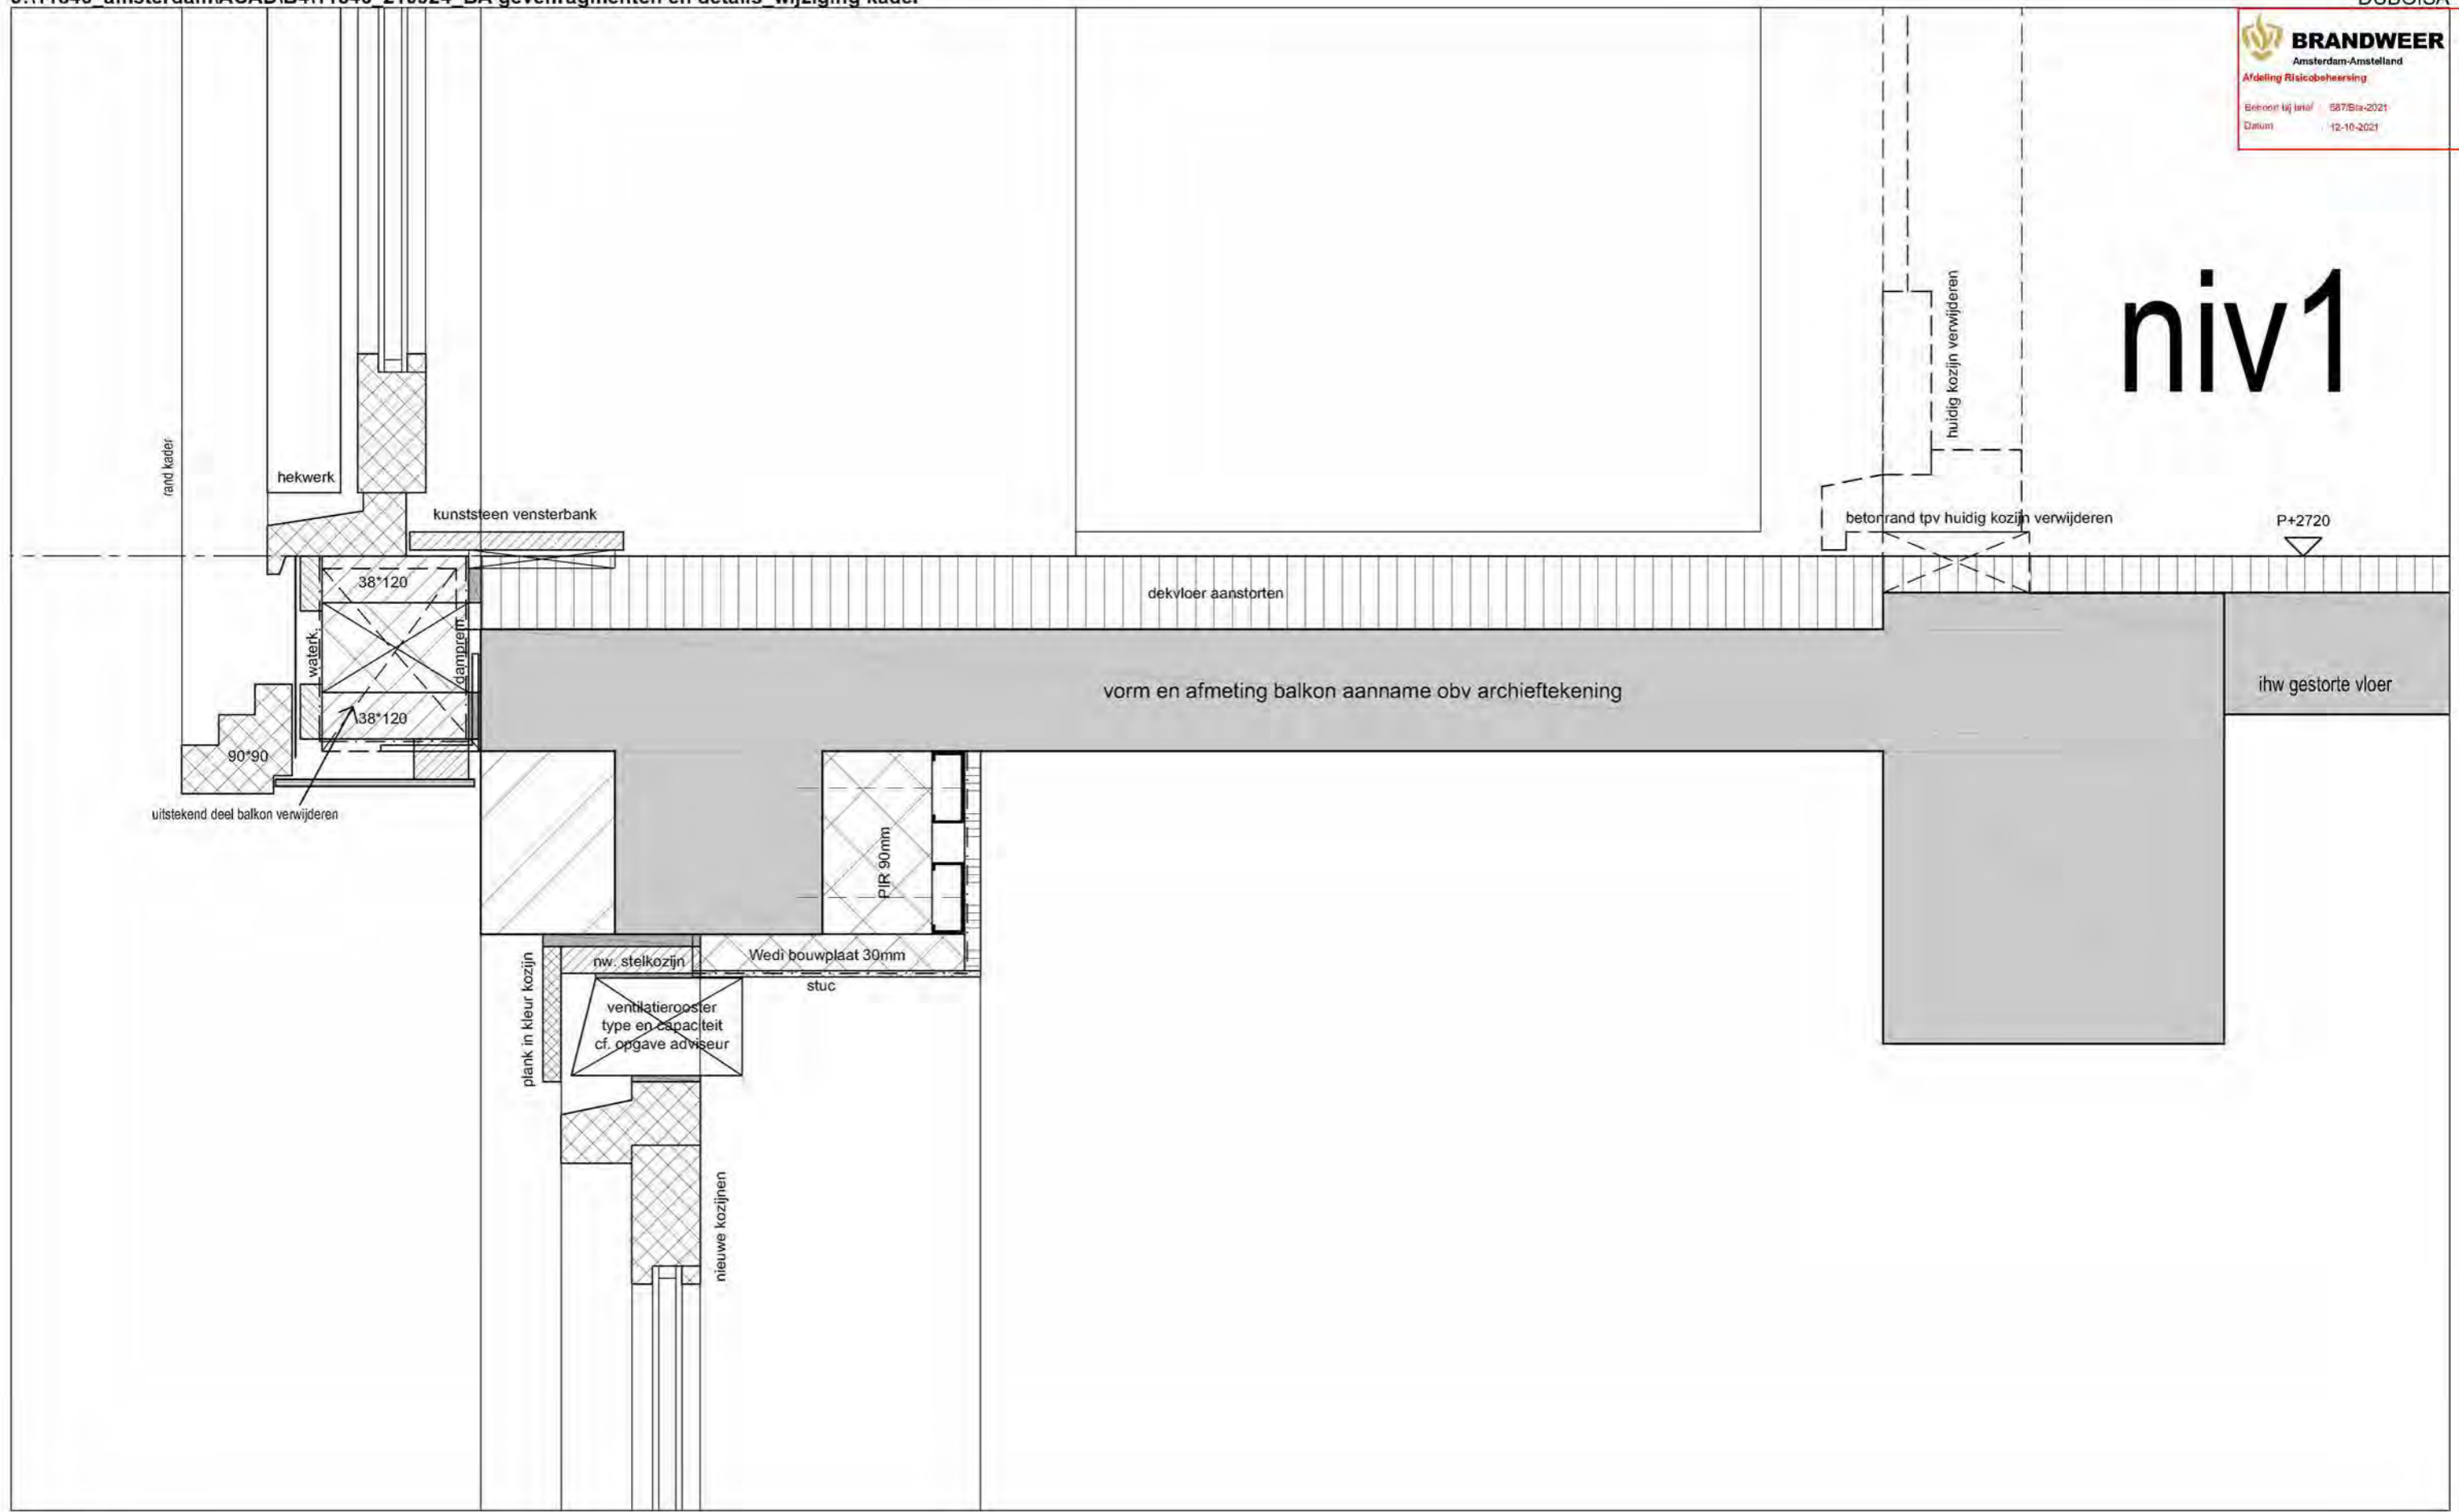 BRANDWEER
Amsterdam-Amstelland
Afdeling Risicobeheersing
Behoort bij brief 587/Bta-2021
Datum 12-10-2021
niv1
huidig kozijn verwijderen
rand kader
hekwerk
kunststeen vensterbank
betonrand tpv huidig kozijn verwijderen
P+2720
38*120
dekvloer aanstorten
waterk.
damprem.
vorm en afmeting balkon aanname obv archieftekening
ihw gestorte vloer
38*120
90*90
uitstekend deel balkon verwijderen
PIR 90mm
plank in kleur kozijn
nw. stelkozijn
Wedi bouwplaat 30mm
stuc
ventilatierooster
type en capaciteit
cf. opgave adviseur
nieuwe kozijnen